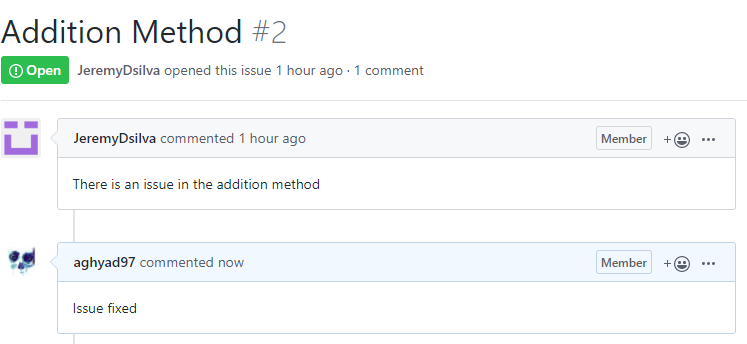 Addition Method #2
Open JeremyDsilva opened this issue 1 hour ago · 1 comment
JeremyDsilva commented 1 hour ago Member
There is an issue in the addition method
aghyad97 commented now Member
Issue fixed